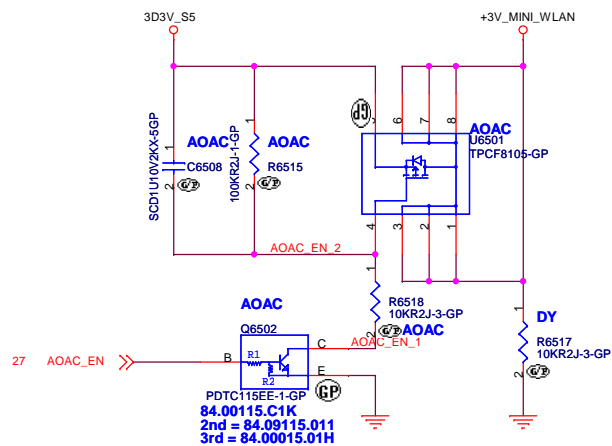 3D3V_S5
+3V_MINI_WLAN
1
AOAC
C6508
SCD1U10V2KX-5GP
2
G/P
1
AOAC
R6515
100KR2J-1-GP
2
G/P
GP
6
7
8
AOAC
U6501
TPCF8105-GP
4
3
2
1
AOAC_EN_2
1
R6518
10KR2J-3-GP
2
G/P
AOAC
AOAC_EN_1
1
DY
R6517
10KR2J-3-GP
2
G/P
AOAC
Q6502
27
AOAC_EN
B
R1
R2
C
E
GP
PDTC115EE-1-GP
84.00115.C1K
2nd = 84.09115.011
3rd = 84.00015.01H